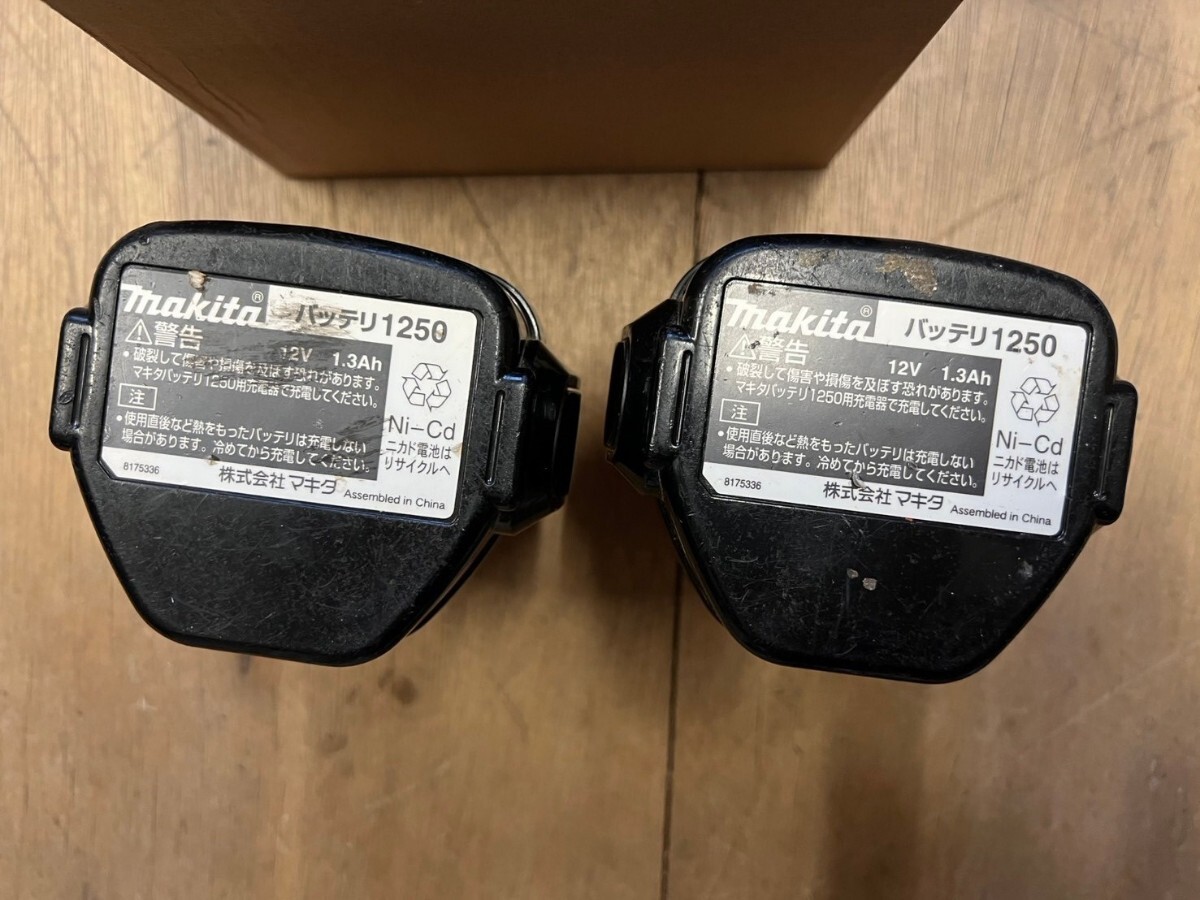 makita® バッテリ1250
⚠警告 12V 1.3Ah
・破裂して傷害や損傷を及ぼす恐れがあります。
マキタバッテリ1250用充電器で充電してください。
注
・使用直後など熱をもったバッテリは充電しない
場合があります。冷めてから充電してください。
Ni-Cd
ニカド電池は
リサイクルへ
8175336 株式会社マキタ Assembled in China
makita® バッテリ1250
⚠警告 12V 1.3Ah
・破裂して傷害や損傷を及ぼす恐れがあります。
マキタバッテリ1250用充電器で充電してください。
注
・使用直後など熱をもったバッテリは充電しない
場合があります。冷めてから充電してください。
Ni-Cd
ニカド電池は
リサイクルへ
8175336 株式会社マキタ Assembled in China